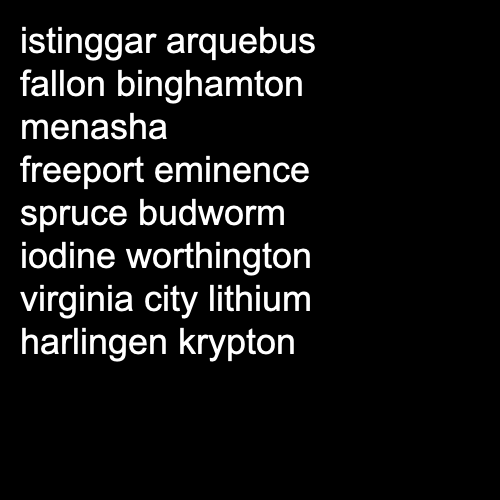 istinggar arquebus
fallon binghamton
menasha
freeport eminence
spruce budworm
iodine worthington
virginia city lithium
harlingen krypton